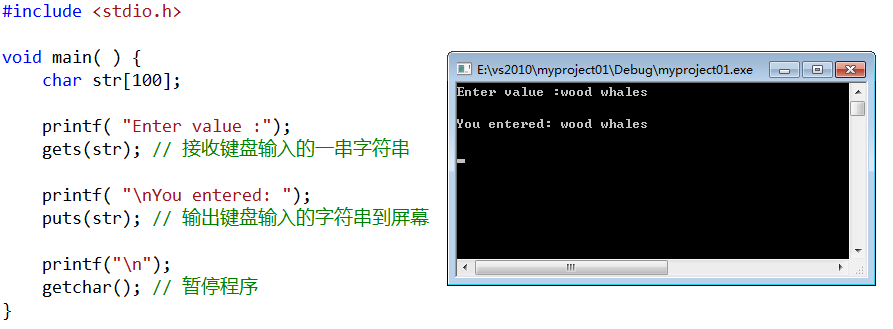 #include <stdio.h>
void main( ) {
char str[100];
printf( "Enter value :");
gets(str); // 接收键盘输入的一串字符串
printf( "\nYou entered: ");
puts(str); // 输出键盘输入的字符串到屏幕
printf("\n");
getchar(); // 暂停程序
}
E:\vs2010\myproject01\Debug\myproject01.exe
Enter value :wood whales
You entered: wood whales